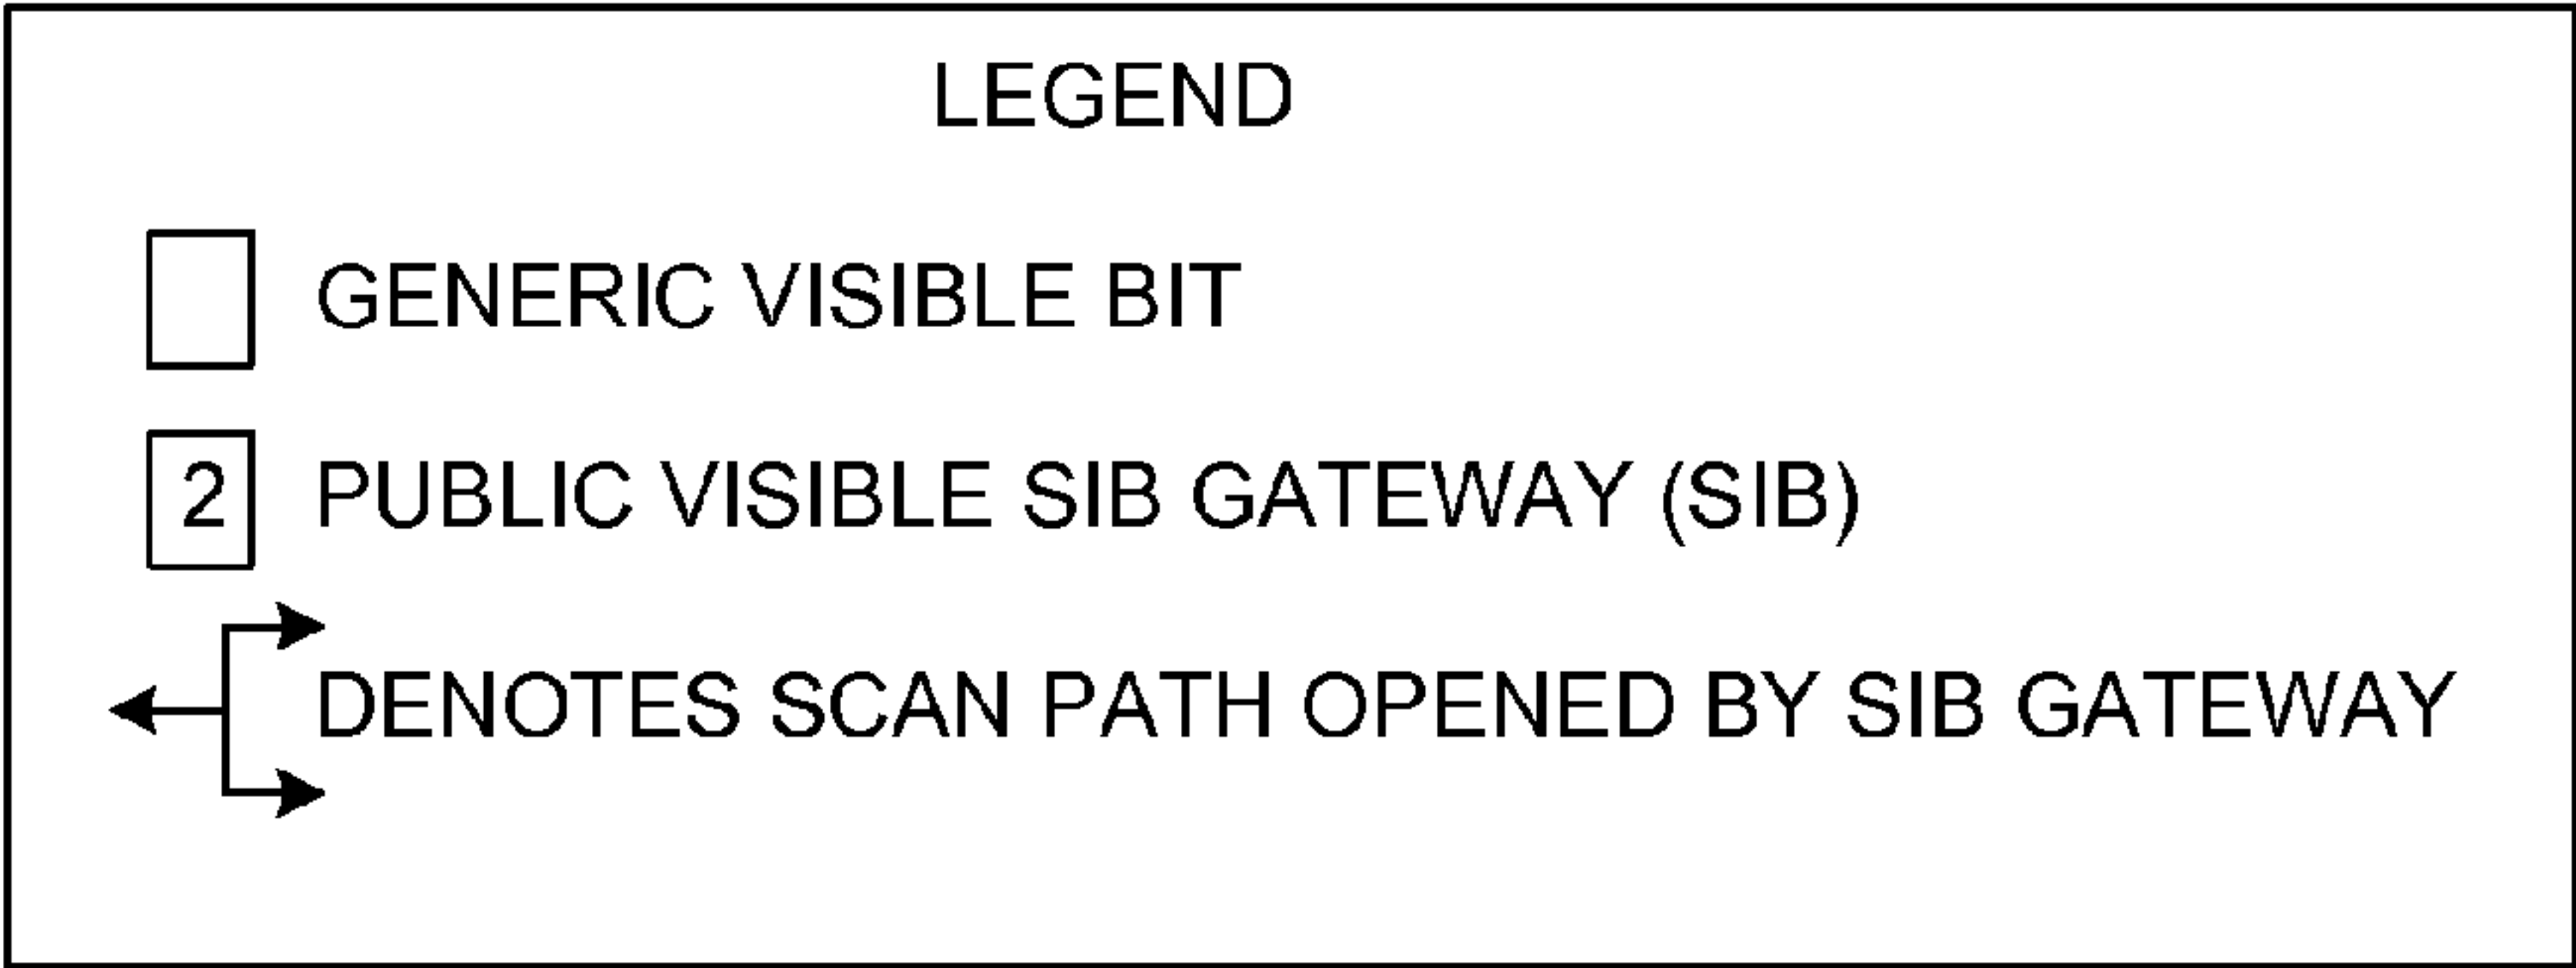 LEGEND
GENERIC VISIBLE BIT
2 PUBLIC VISIBLE SIB GATEWAY (SIB)
DENOTES SCAN PATH OPENED BY SIB GATEWAY